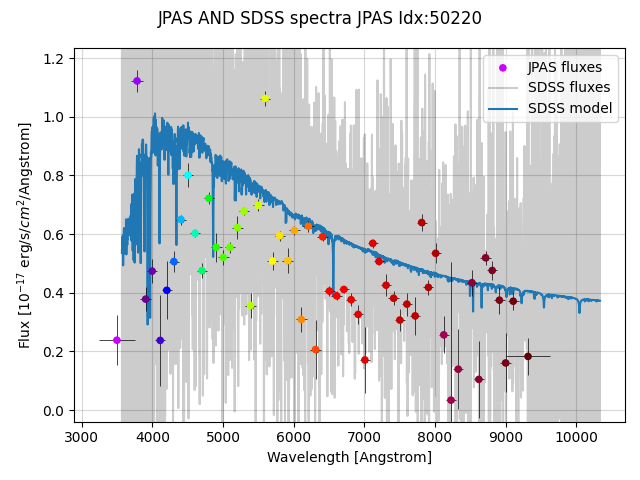 JPAS AND SDSS spectra JPAS Idx:50220
1.2
1.0
0.8
0.6
0.4
0.2
0.0
Flux [10⁻¹⁷ erg/s/cm²/Angstrom]
JPAS fluxes
SDSS fluxes
SDSS model
3000 4000 5000 6000 7000 8000 9000 10000
Wavelength [Angstrom]